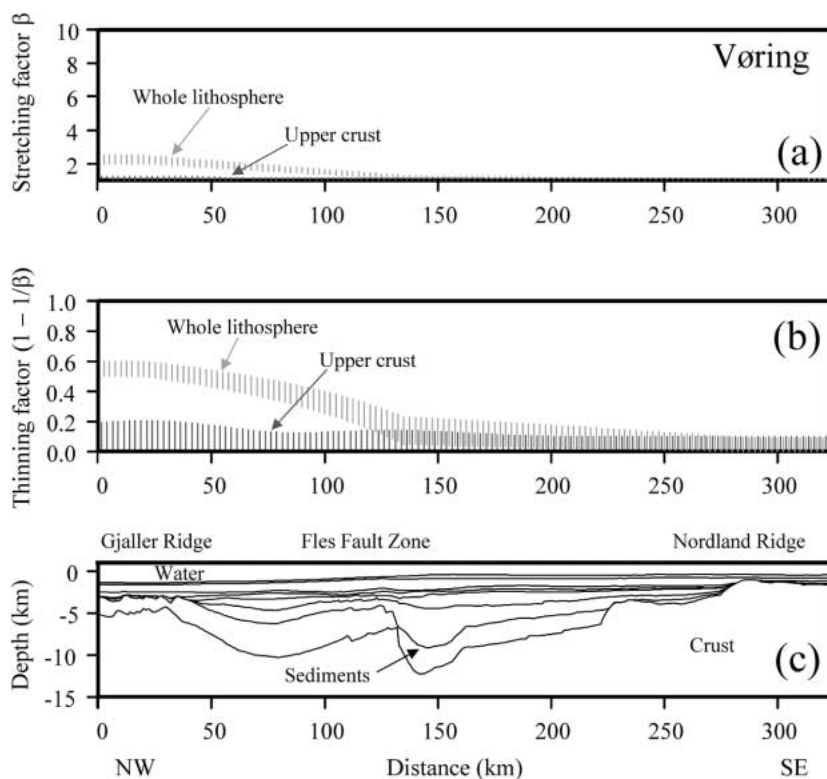 Stretching factor β
10
8
6
4
2
Vøring
Whole lithosphere
Upper crust
(a)
0 50 100 150 200 250 300
Thinning factor (1 − 1/β)
1.0
0.8
0.6
0.4
0.2
0.0
Whole lithosphere
Upper crust
(b)
0 50 100 150 200 250 300
Gjaller Ridge Fles Fault Zone Nordland Ridge
Depth (km)
0
-5
-10
-15
Water
Sediments
Crust
(c)
0 50 100 150 200 250 300
NW Distance (km) SE